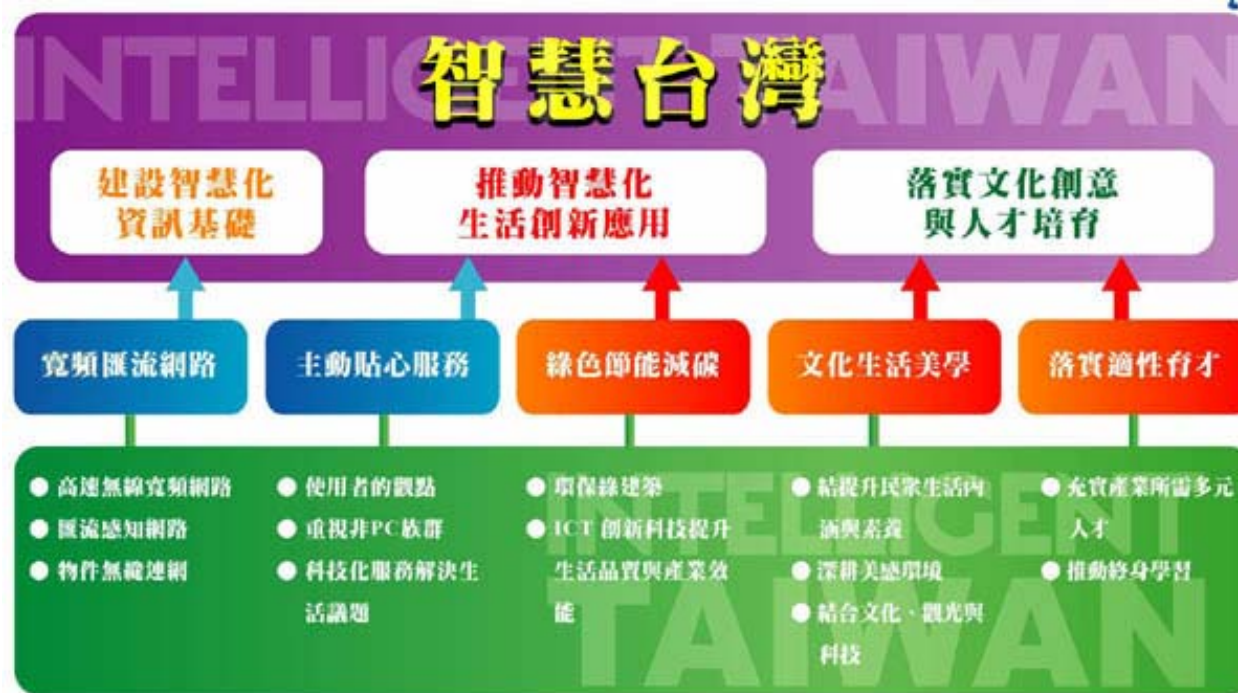 INTELLIGENT TAIWAN
智慧台灣
建設智慧化
資訊基礎
推動智慧化
生活創新應用
落實文化創意
與人才培育
寬頻匯流網路
主動貼心服務
綠色節能減碳
文化生活美學
落實適性育才
● 高速無線寬頻網路
● 匯流感知網路
● 物件無縫連網
● 使用者的觀點
● 重視非PC族群
● 科技化服務解決生
活議題
● 環保綠建築
● ICT 創新科技提升
生活品質與產業效
能
● 結提升民眾生活內
涵與素養
● 深耕美感環境
● 結合文化、觀光與
科技
● 充實產業所需多元
人才
● 推動終身學習
INTELLIGENT
TAIWAN